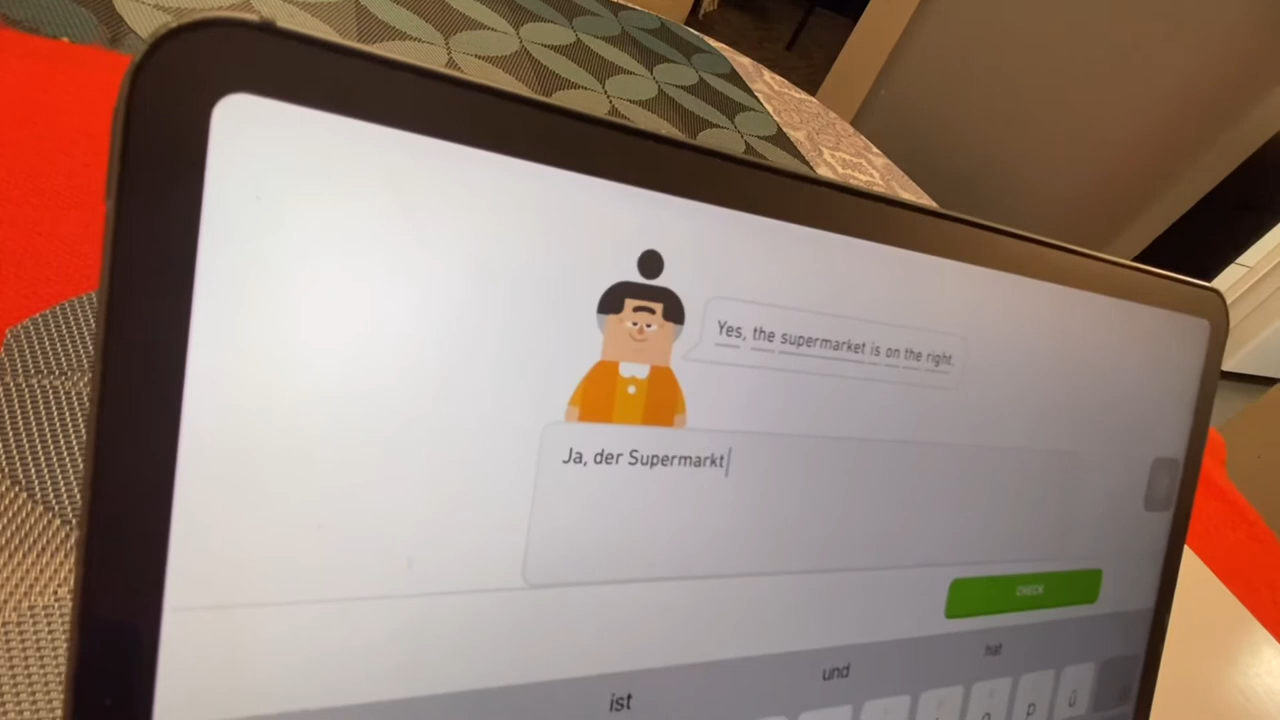 Yes, the supermarket is on the right.
Ja, der Supermarkt
CHECK
ist
und
hat
o
p
ü